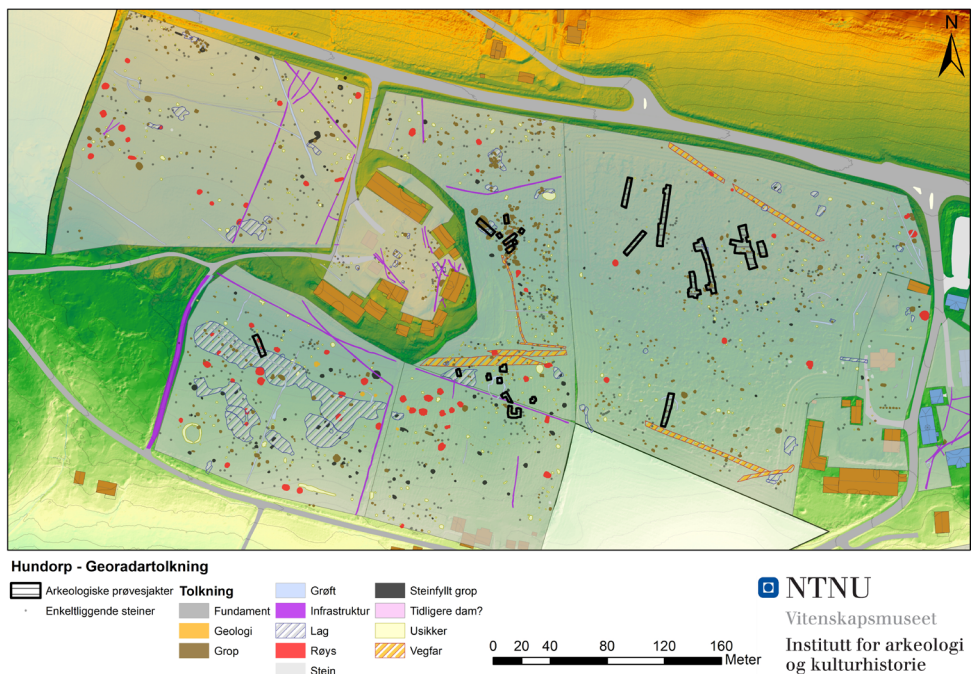 N
Hundorp - Georadartolkning
Arkeologiske prøvesjakter
Enkeltliggende steiner
Tolkning
Fundament
Geologi
Grop
Grøft
Infrastruktur
Lag
Røys
Stein
Steinfyllt grop
Tidligere dam?
Usikker
Vegfar
0 20 40 80 120 160
Meter
NTNU
Vitenskapsmuseet
Institutt for arkeologi
og kulturhistorie